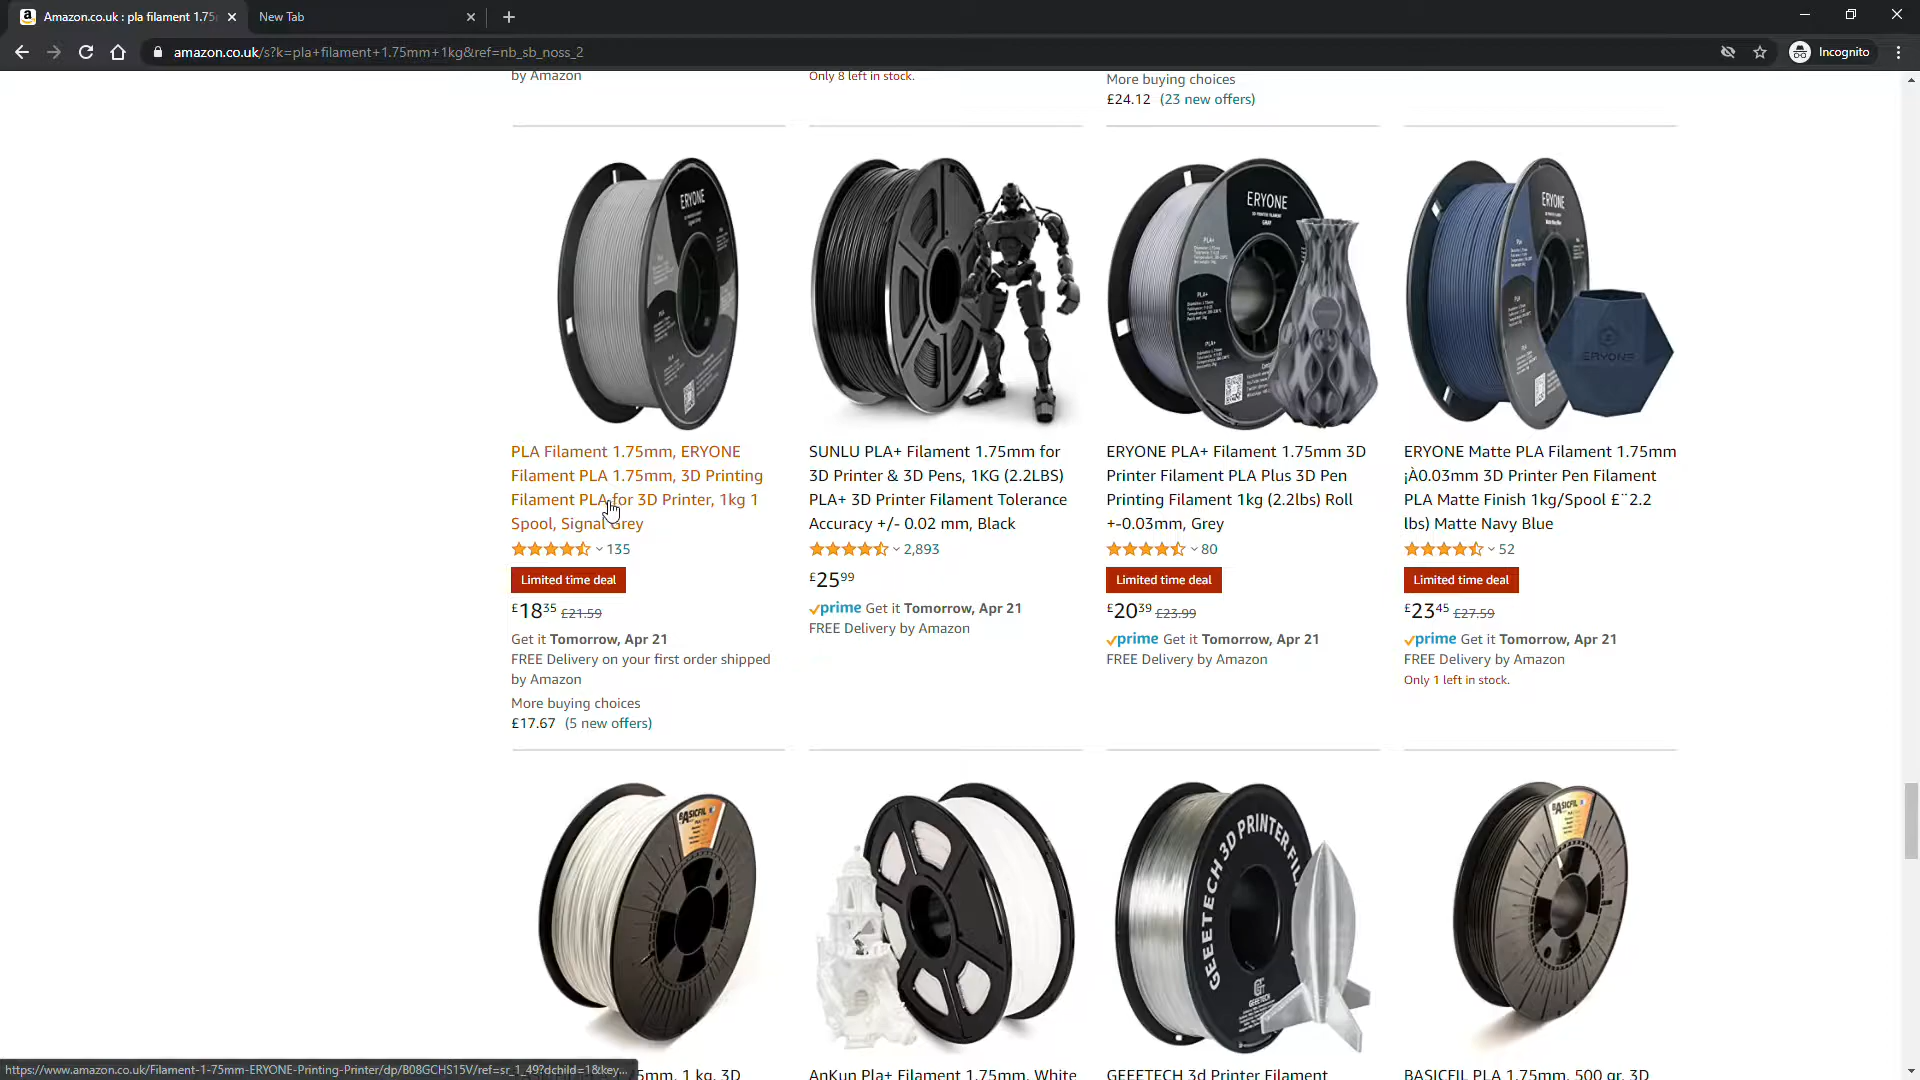 Amazon.co.uk : pla filament 1.75
New Tab
amazon.co.uk/s?k=pla+filament+1.75mm+1kg&ref=nb_sb_noss_2
Incognito
by Amazon
Only 8 left in stock.
More buying choices
£24.12 (23 new offers)
ERYONE
ERYONE
GRAY
PLA+
PLA+
PLA+
ERYONE
ERYONE
PLA Filament 1.75mm, ERYONE
Filament PLA 1.75mm, 3D Printing
Filament PLA for 3D Printer, 1kg 1
Spool, Signal Grey
135
Limited time deal
£18.35 £21.59
Get it Tomorrow, Apr 21
FREE Delivery on your first order shipped
by Amazon
More buying choices
£17.67 (5 new offers)
SUNLU PLA+ Filament 1.75mm for
3D Printer & 3D Pens, 1KG (2.2LBS)
PLA+ 3D Printer Filament Tolerance
Accuracy +/- 0.02 mm, Black
2,893
£25.99
prime Get it Tomorrow, Apr 21
FREE Delivery by Amazon
ERYONE PLA+ Filament 1.75mm 3D
Printer Filament PLA Plus 3D Pen
Printing Filament 1kg (2.2lbs) Roll
+-0.03mm, Grey
80
Limited time deal
£20.39 £23.99
prime Get it Tomorrow, Apr 21
FREE Delivery by Amazon
ERYONE Matte PLA Filament 1.75mm
¡À0.03mm 3D Printer Pen Filament
PLA Matte Finish 1kg/Spool £¨2.2
lbs) Matte Navy Blue
52
Limited time deal
£23.45 £27.59
prime Get it Tomorrow, Apr 21
FREE Delivery by Amazon
Only 1 left in stock.
BASICFIL
GEEETECH 3D PRINTER FIL
GEEETECH
BASICFIL
5mm, 1 kg, 3D
AnKun Pla+ Filament 1.75mm, White
GEEETECH 3d Printer Filament
BASICFIL PLA 1.75mm, 500 gr, 3D
https://www.amazon.co.uk/Filament-1-75mm-ERYONE-Printing-Printer/dp/B08GCHS15V/ref=sr_1_49?dchild=1&key...